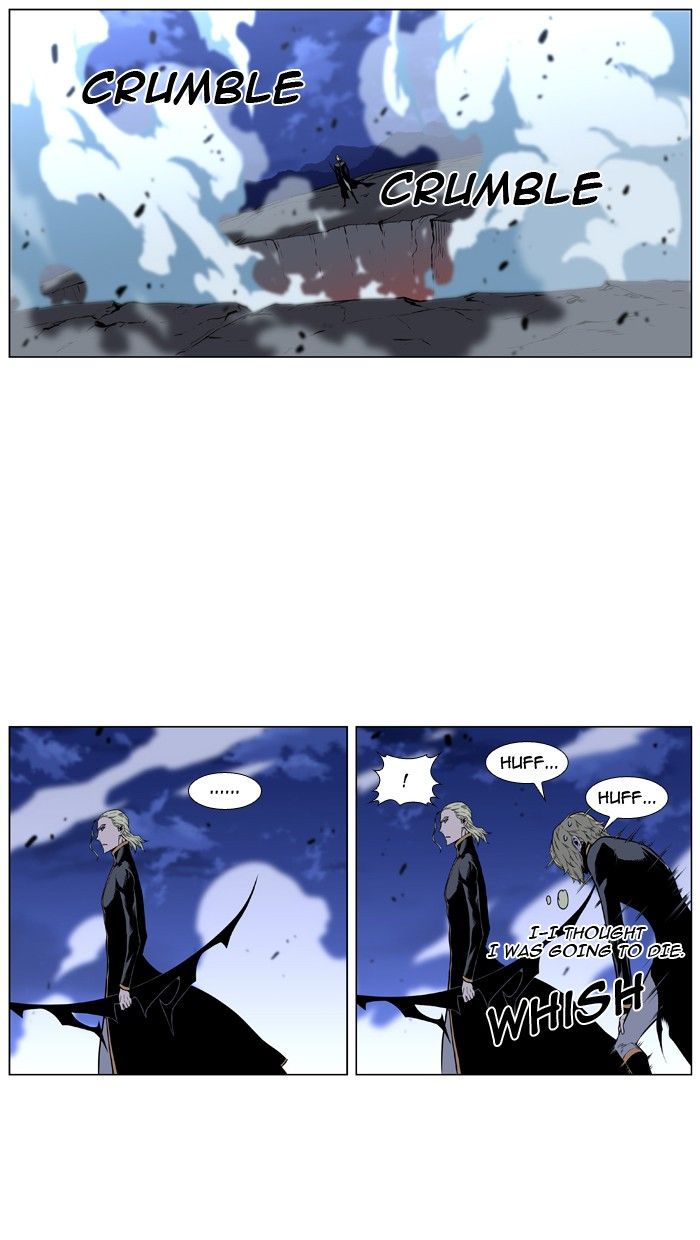 CRUMBLE
CRUMBLE
......
!
HUFF...
HUFF...
I-I THOUGHT
I WAS GOING TO DIE.
WHISH